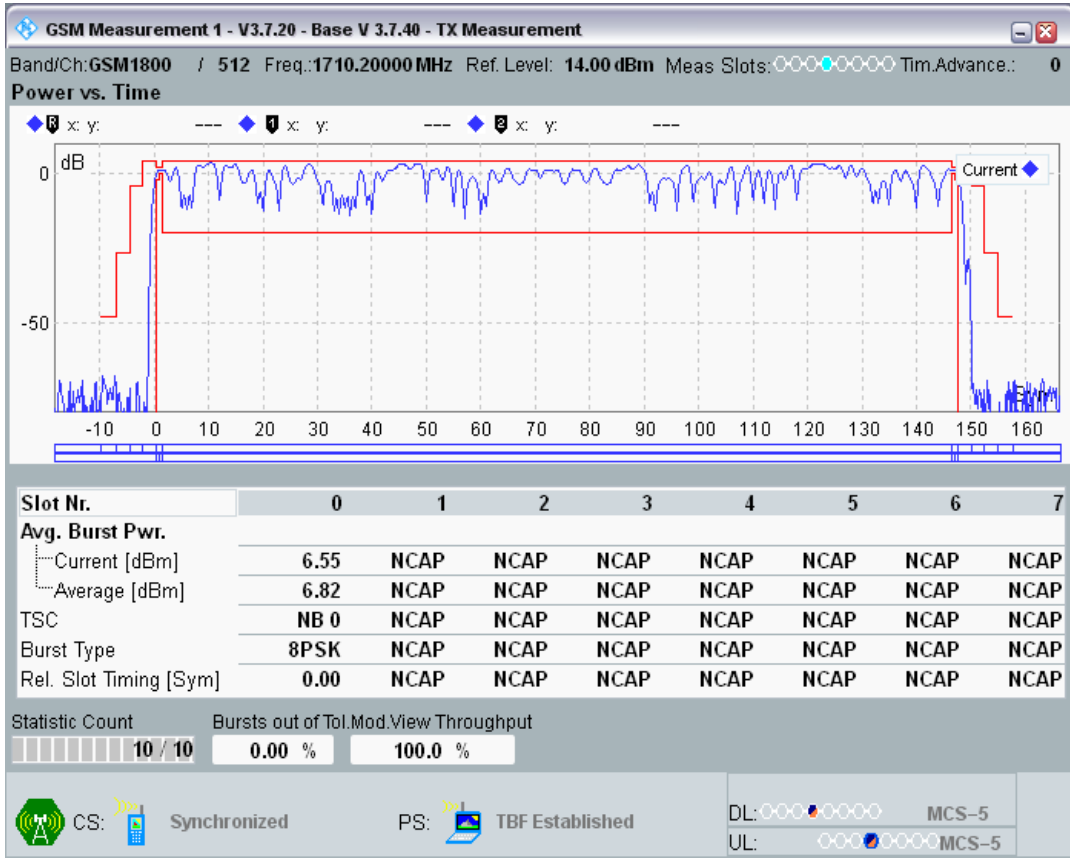 GSM Measurement 1 - V3.7.20 - Base V 3.7.40 - TX Measurement
Band/Ch:GSM1800 / 512 Freq.:1710.20000 MHz Ref. Level: 14.00 dBm Meas Slots: Tim.Advance.: 0
Power vs. Time
R x: y: --- 1 x: y: --- 2 x: y: ---
dB
Current
0
-50
-10 0 10 20 30 40 50 60 70 80 90 100 110 120 130 140 150 160
Slot Nr. 0 1 2 3 4 5 6 7
Avg. Burst Pwr.
Current [dBm] 6.55 NCAP NCAP NCAP NCAP NCAP NCAP NCAP
Average [dBm] 6.82 NCAP NCAP NCAP NCAP NCAP NCAP NCAP
TSC NB 0 NCAP NCAP NCAP NCAP NCAP NCAP NCAP
Burst Type 8PSK NCAP NCAP NCAP NCAP NCAP NCAP NCAP
Rel. Slot Timing [Sym] 0.00 NCAP NCAP NCAP NCAP NCAP NCAP NCAP
Statistic Count Bursts out of Tol.Mod.View Throughput
10 / 10 0.00 % 100.0 %
CS: Synchronized PS: TBF Established
DL: MCS-5
UL: MCS-5